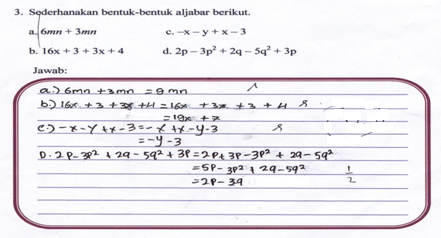 3. Sederhanakan bentuk-bentuk aljabar berikut.
a. 6mn + 3mn c. -x - y + x - 3
b. 16x + 3 + 3x + 4 d. 2p - 3p² + 2q - 5q² + 3p
Jawab:
a.) 6mn + 3mn = 9 mn
b.) 16x + 3 + 3x + 4 = 16x + 3x + 3 + 4
= 19x + 7
c.) -x - y + x - 3 = -x + x - y - 3
= -y - 3
D. 2p - 3p² + 2q - 5q² + 3p = 2p + 3p - 3p² + 2q - 5q²
= 5p - 3p² + 2q - 5q² 1/2
= 2p - 3q